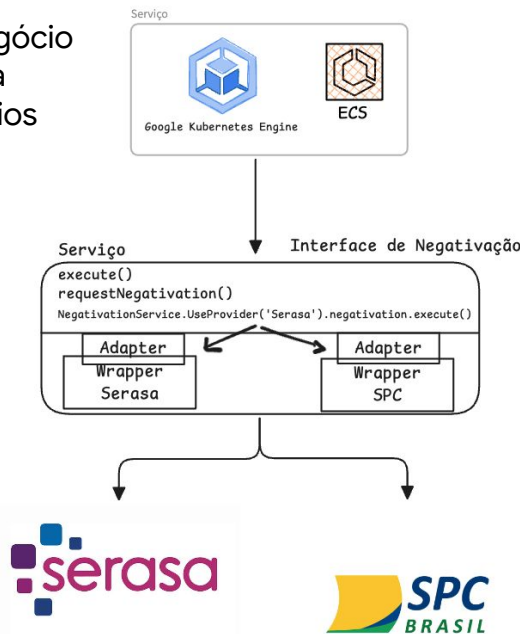 Serviço
egócio
a
ios
Google Kubernetes Engine
ECS
Serviço
Interface de Negativação
execute()
requestNegativation()
NegativationService.UseProvider('Serasa').negativation.execute()
Adapter
Wrapper
Serasa
Adapter
Wrapper
SPC
serasa
SPC
BRASIL